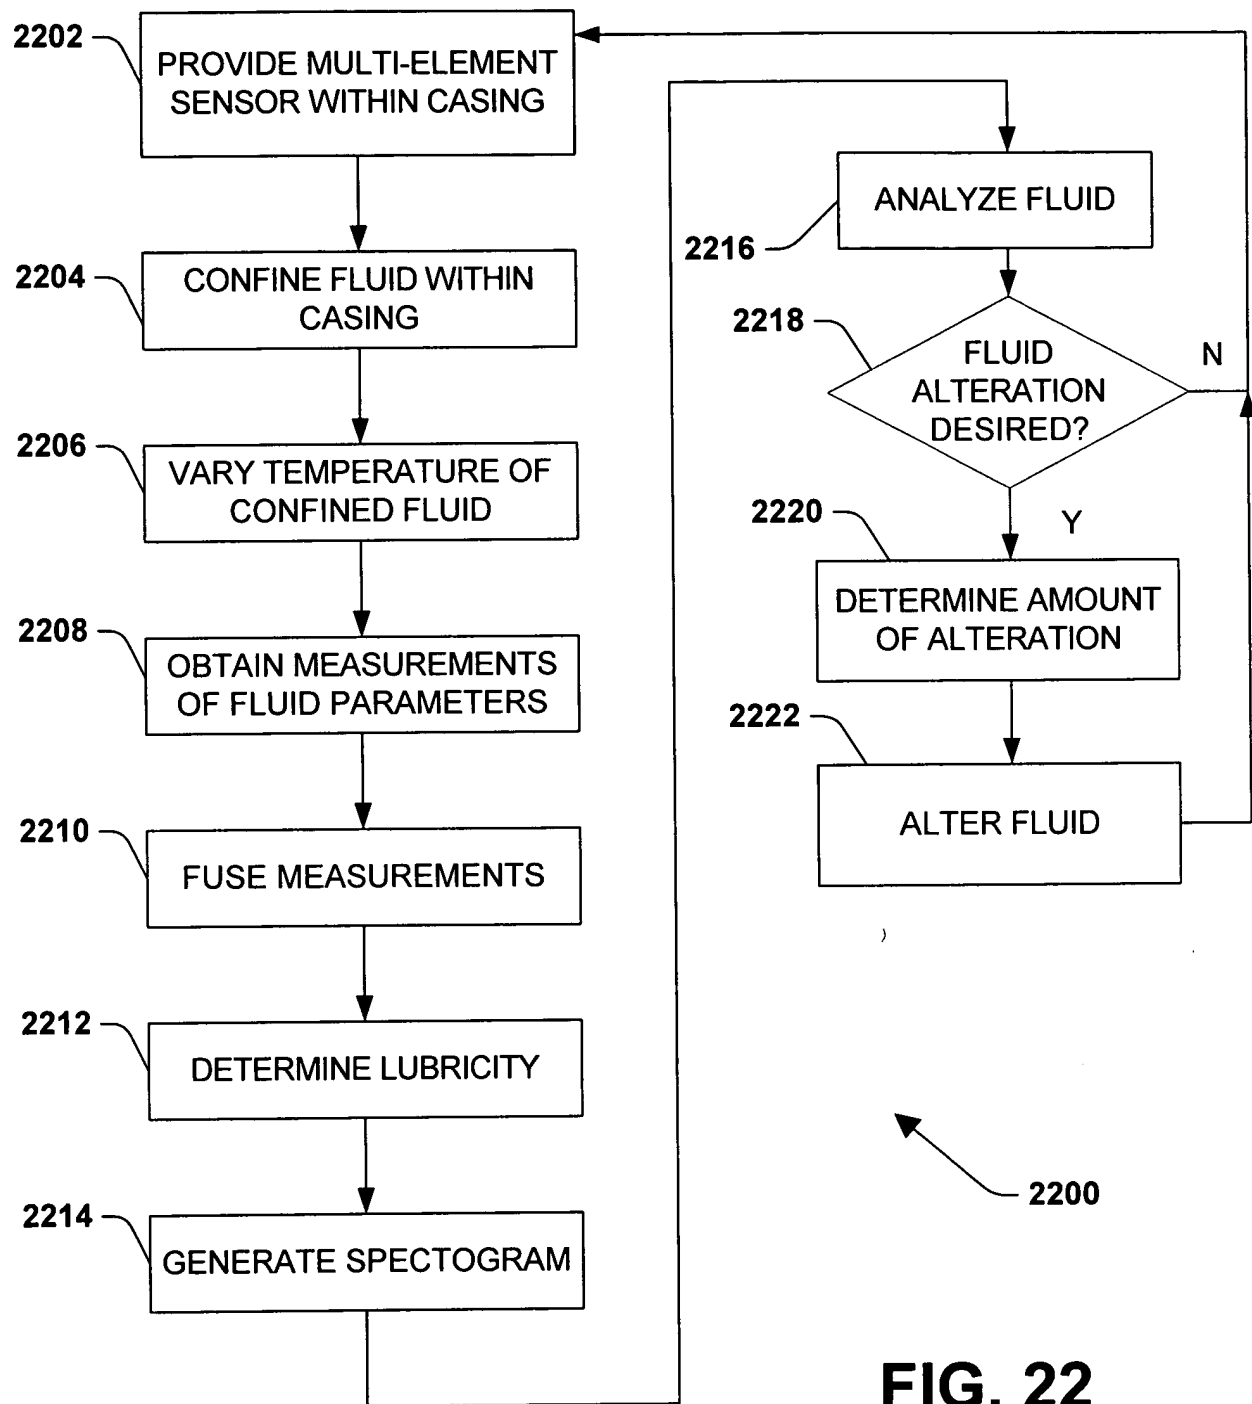 2202
PROVIDE MULTI-ELEMENT
SENSOR WITHIN CASING
2204
CONFINE FLUID WITHIN
CASING
2206
VARY TEMPERATURE OF
CONFINED FLUID
2208
OBTAIN MEASUREMENTS
OF FLUID PARAMETERS
2210
FUSE MEASUREMENTS
2212
DETERMINE LUBRICITY
2214
GENERATE SPECTOGRAM
2216
ANALYZE FLUID
2218
FLUID
ALTERATION
DESIRED?
N
Y
2220
DETERMINE AMOUNT
OF ALTERATION
2222
ALTER FLUID
2200
FIG. 22